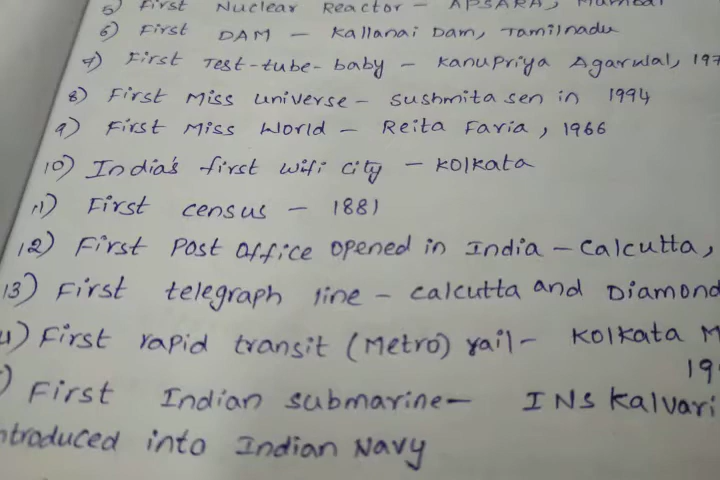 5) First Nuclear Reactor - APSARA, Mumbai
6) First DAM - Kallanai Dam, Tamilnadu
7) First Test-tube-baby - Kanupriya Agarwal, 197
8) First Miss Universe - Sushmita sen in 1994
9) First Miss World - Reita Faria, 1966
10) India's first wifi city - Kolkata
11) First census - 1881
12) First Post office opened in India - Calcutta,
13) First telegraph line - Calcutta and Diamond
4) First rapid transit (Metro) rail - Kolkata M
19
) First Indian submarine - INS Kalvari
ntroduced into Indian Navy